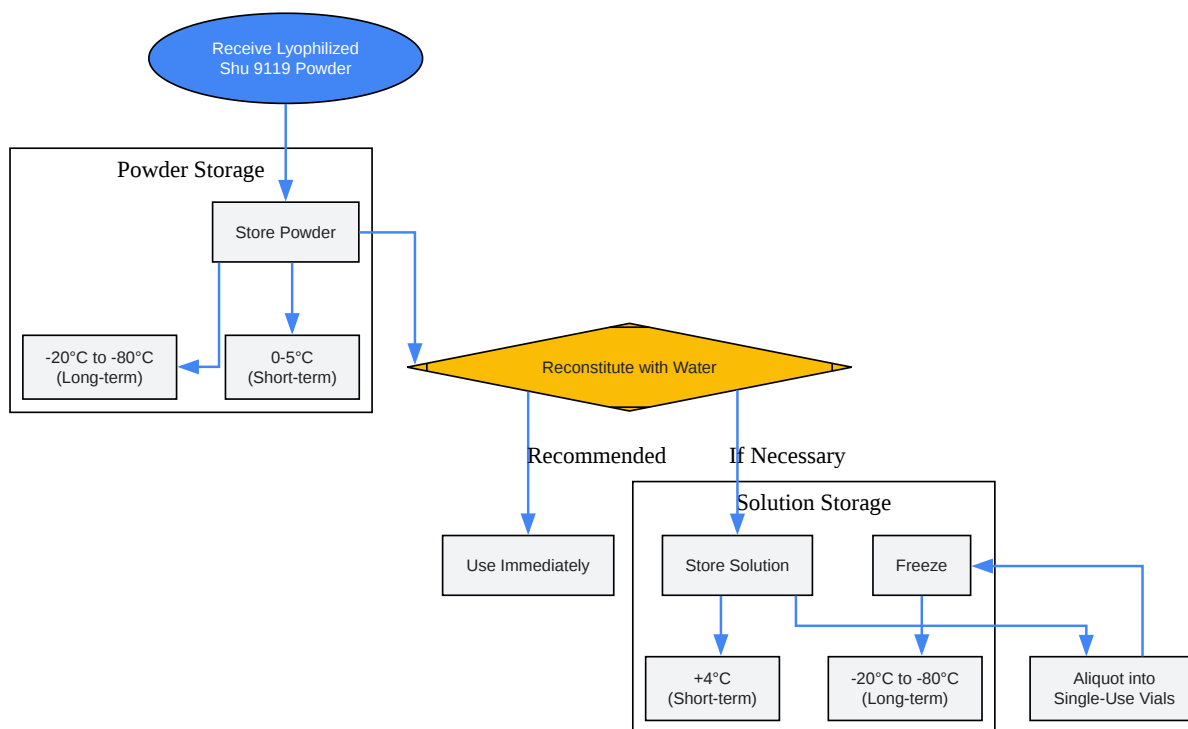 Receive Lyophilized
Shu 9119 Powder
Powder Storage
Store Powder
-20°C to -80°C
(Long-term)
0-5°C
(Short-term)
Reconstitute with Water
Recommended
If Necessary
Solution Storage
Use Immediately
Store Solution
Freeze
+4°C
(Short-term)
-20°C to -80°C
(Long-term)
Aliquot into
Single-Use Vials